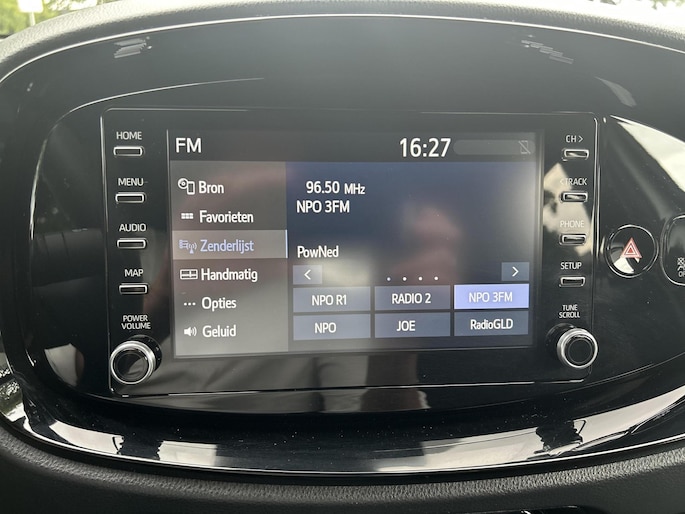 HOME
MENU
AUDIO
MAP
POWER
VOLUME
FM
16:27
Bron
Favorieten
Zenderlijst
Handmatig
Opties
Geluid
96.50 MHz
NPO 3FM
PowNed
< >
NPO R1 RADIO 2 NPO 3FM
NPO JOE RadioGLD
CH >
<TRACK
PHONE
SETUP
TUNE
SCROLL